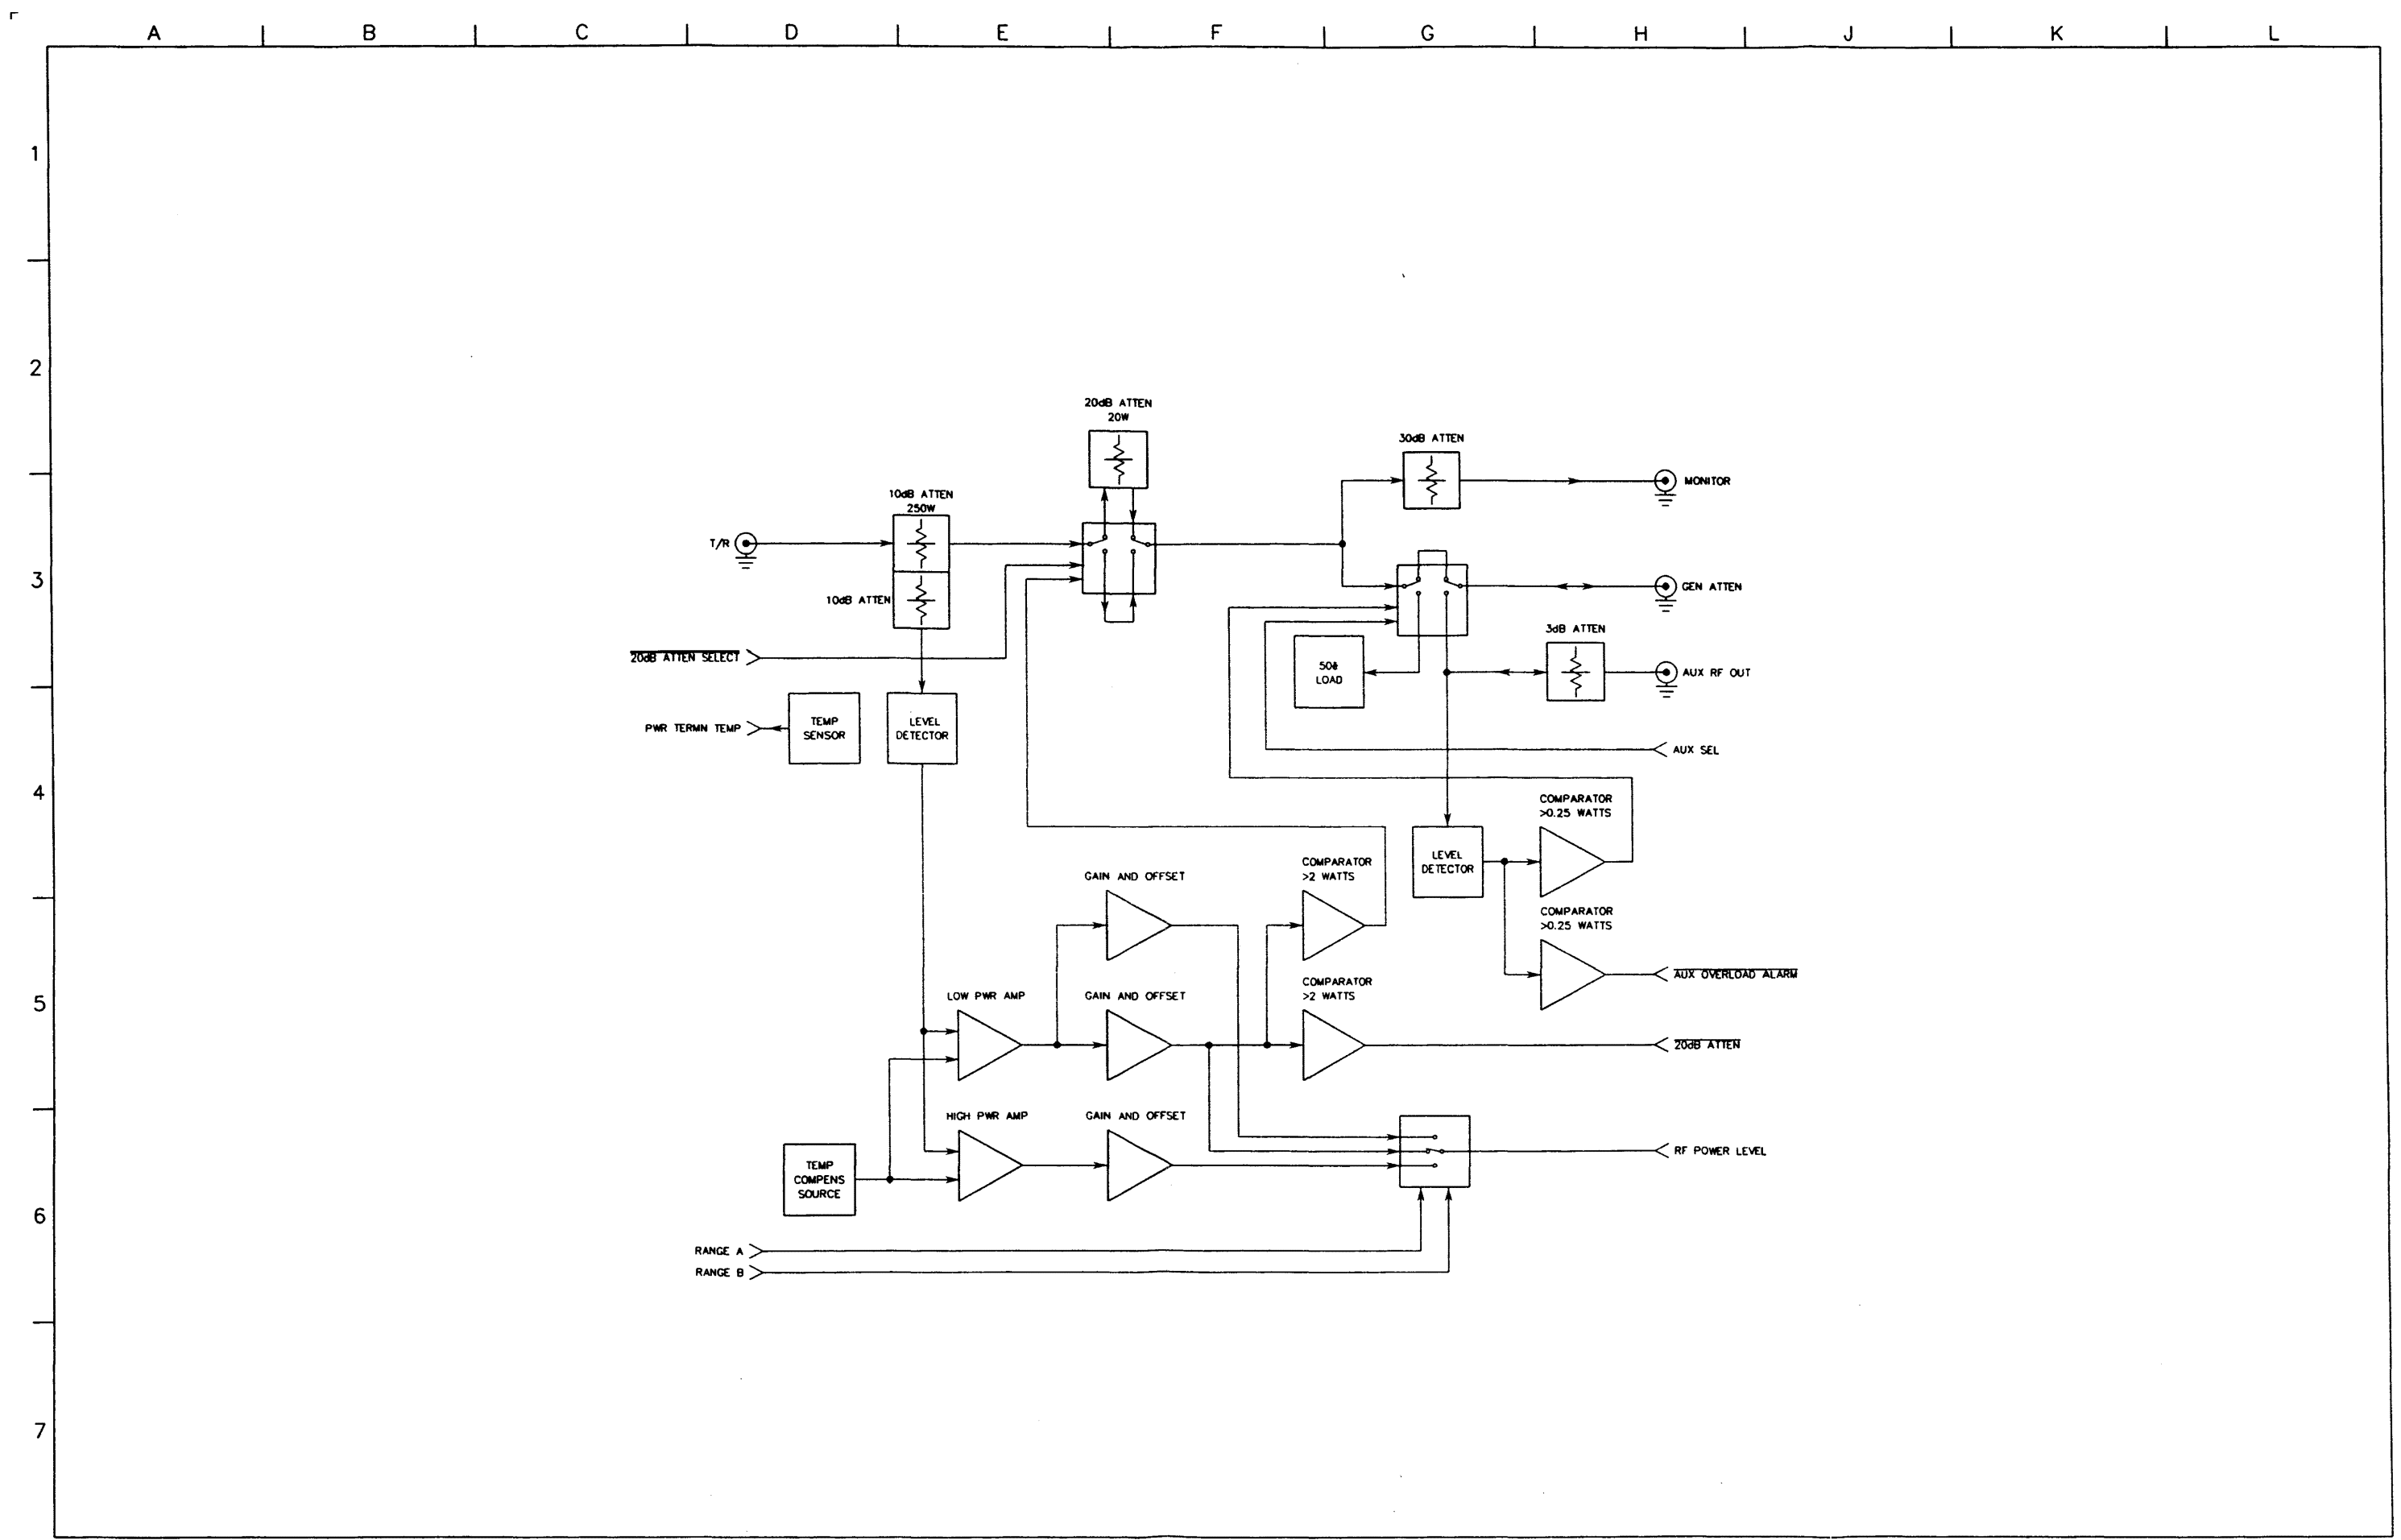 A B C D E F G H J K L
1
2
3
4
5
6
7
20dB ATTEN
20W
30dB ATTEN
MONITOR
10dB ATTEN
250W
T/R
10dB ATTEN
GEN ATTEN
3dB ATTEN
20dB ATTEN SELECT
50Ω
LOAD
AUX RF OUT
PWR TERMN TEMP
TEMP
SENSOR
LEVEL
DETECTOR
AUX SEL
COMPARATOR
>0.25 WATTS
LEVEL
DETECTOR
GAIN AND OFFSET
COMPARATOR
>2 WATTS
COMPARATOR
>0.25 WATTS
AUX OVERLOAD ALARM
LOW PWR AMP
GAIN AND OFFSET
COMPARATOR
>2 WATTS
20dB ATTEN
HIGH PWR AMP
GAIN AND OFFSET
RF POWER LEVEL
TEMP
COMPENS
SOURCE
RANGE A
RANGE B